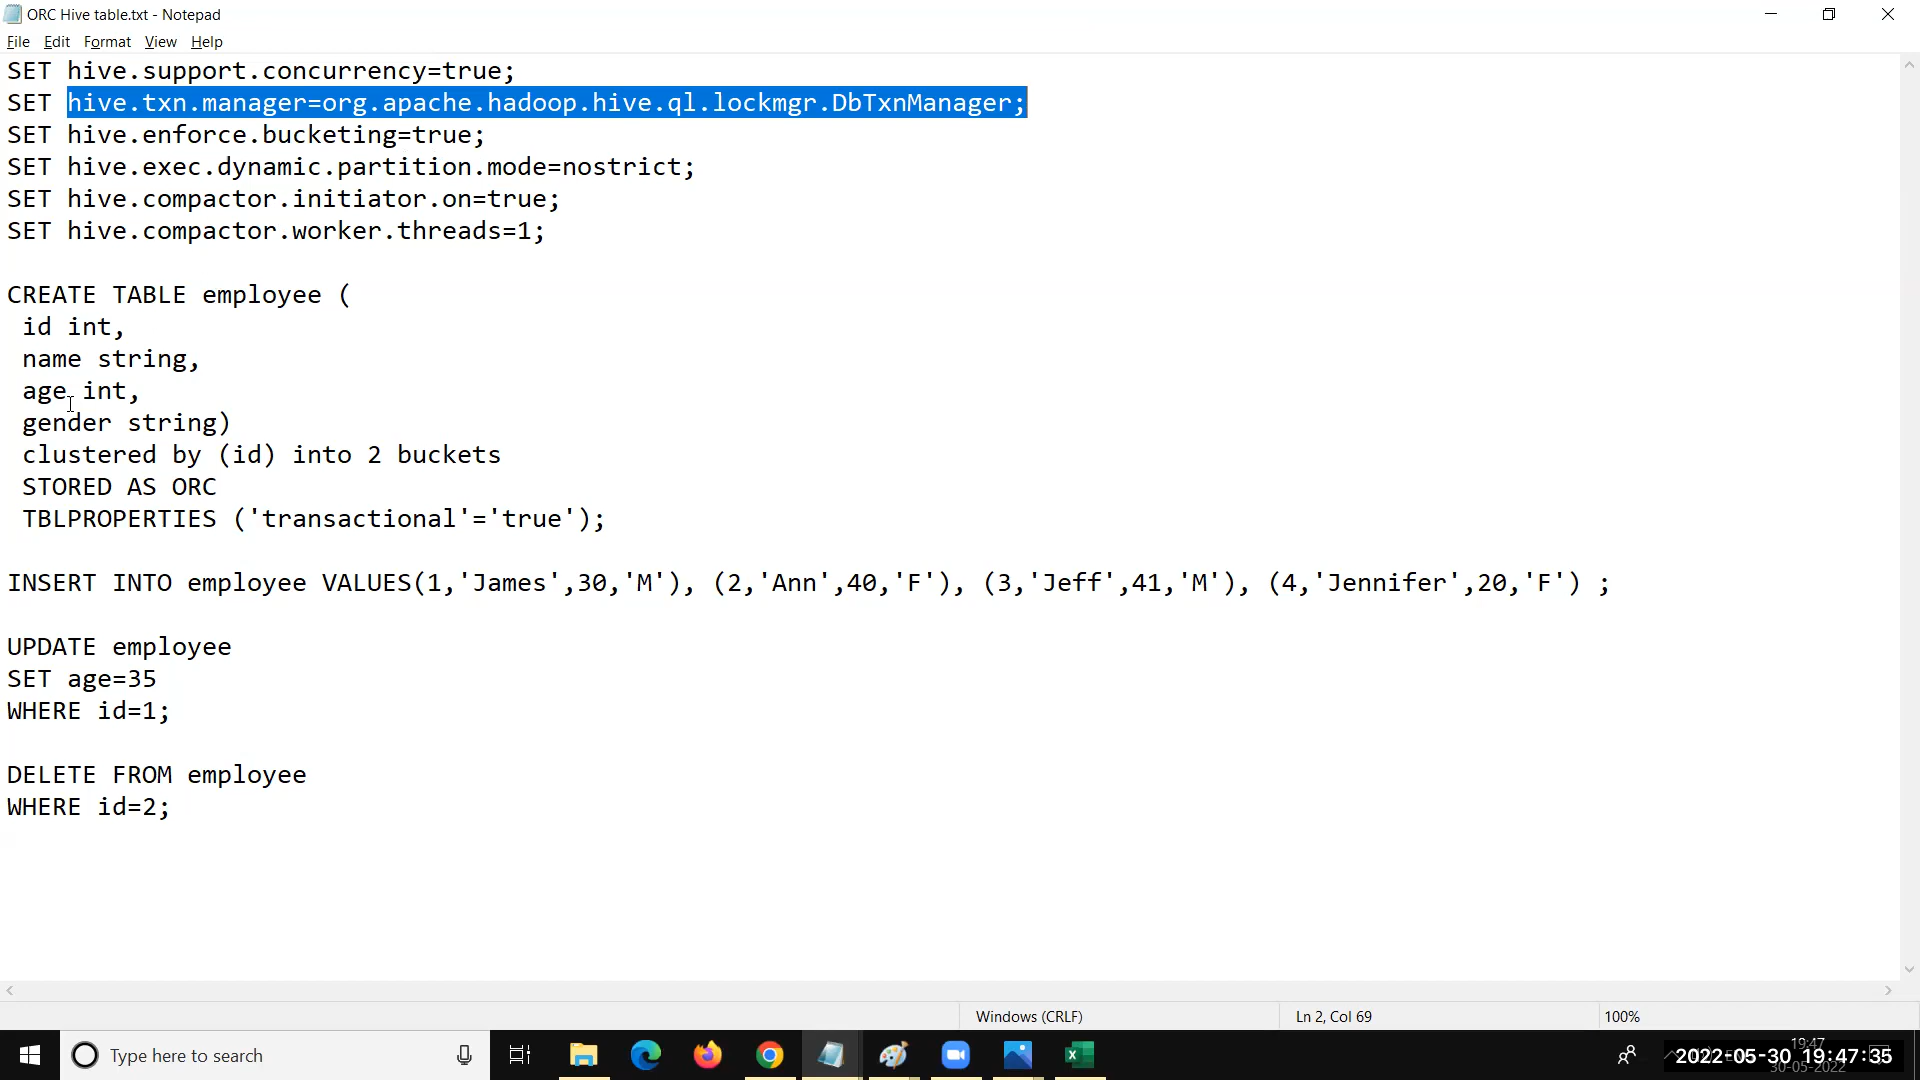 ORC Hive table.txt - Notepad
File Edit Format View Help
SET hive.support.concurrency=true;
SET hive.txn.manager=org.apache.hadoop.hive.ql.lockmgr.DbTxnManager;
SET hive.enforce.bucketing=true;
SET hive.exec.dynamic.partition.mode=nostrict;
SET hive.compactor.initiator.on=true;
SET hive.compactor.worker.threads=1;
CREATE TABLE employee (
id int,
name string,
age int,
gender string)
clustered by (id) into 2 buckets
STORED AS ORC
TBLPROPERTIES ('transactional'='true');
INSERT INTO employee VALUES(1,'James',30,'M'), (2,'Ann',40,'F'), (3,'Jeff',41,'M'), (4,'Jennifer',20,'F') ;
UPDATE employee
SET age=35
WHERE id=1;
DELETE FROM employee
WHERE id=2;
Windows (CRLF) Ln 2, Col 69 100%
Type here to search
19:47
2022-05-30 19:47:35
30-05-2022